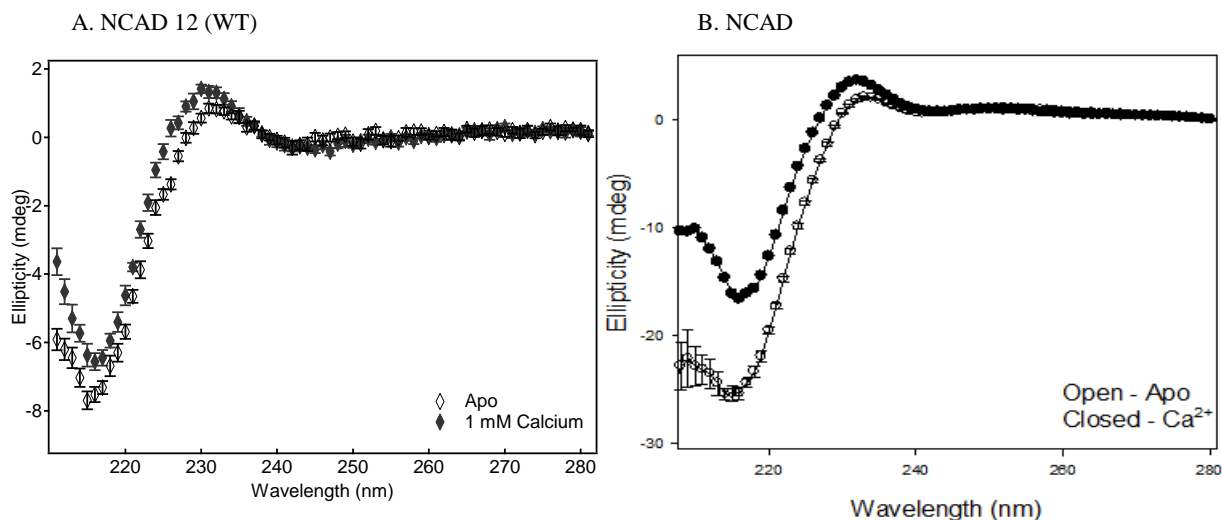 A. NCAD 12 (WT)
2
0
-2
-4
-6
-8
Ellipticity (mdeg)
Apo
1 mM Calcium
220 230 240 250 260 270 280
Wavelength (nm)
B. NCAD
0
-10
-20
-30
Ellipticity (mdeg)
Open - Apo
Closed - Ca²⁺
220 240 260 280
Wavelength (nm)